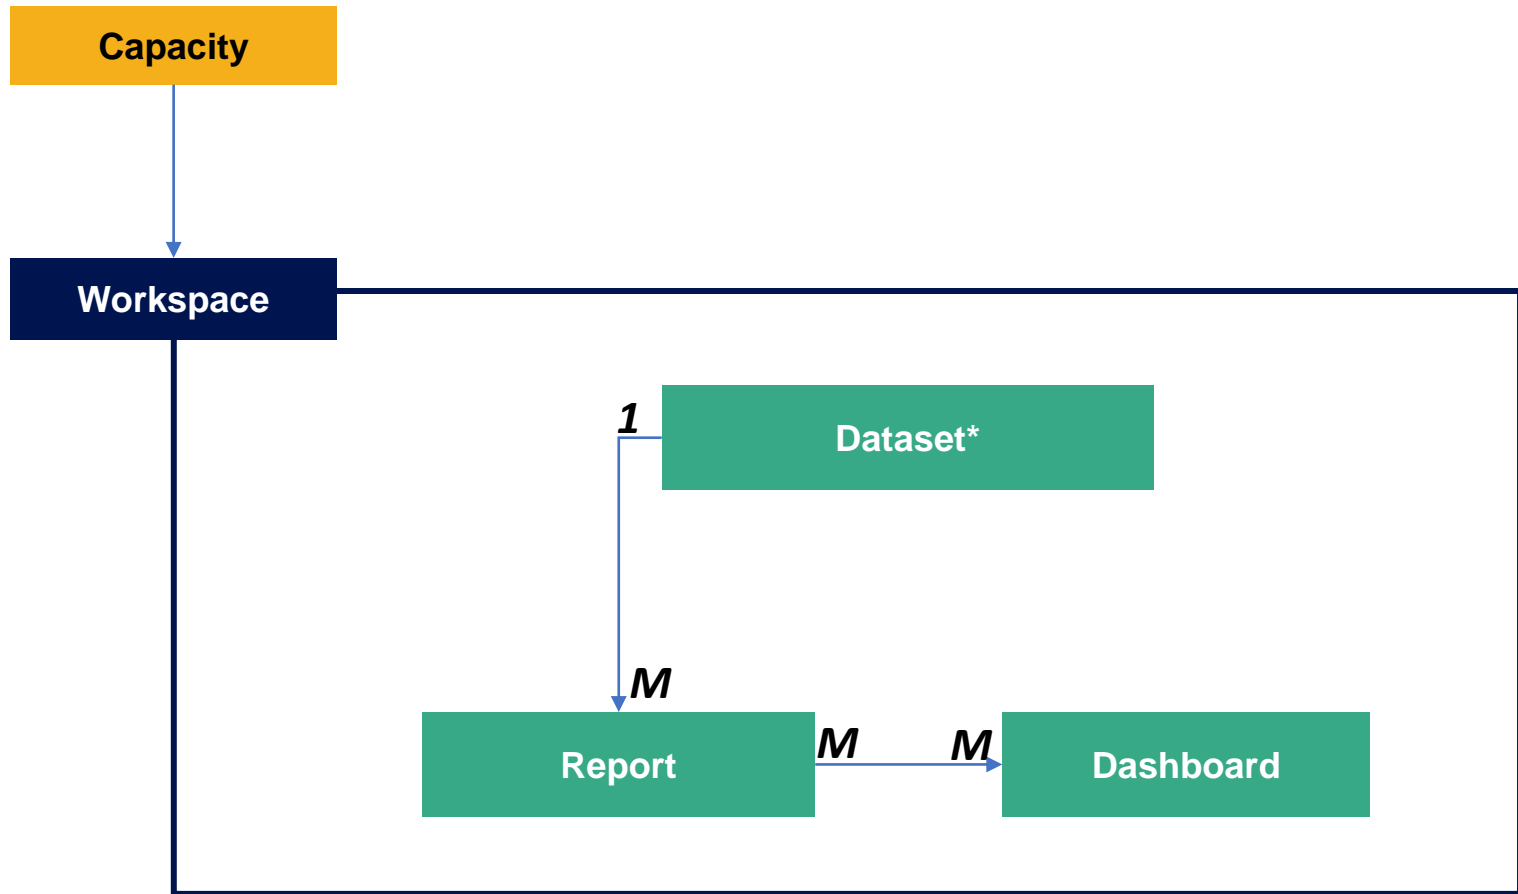 Capacity
Workspace
1
Dataset*
M
Report
M
M
Dashboard